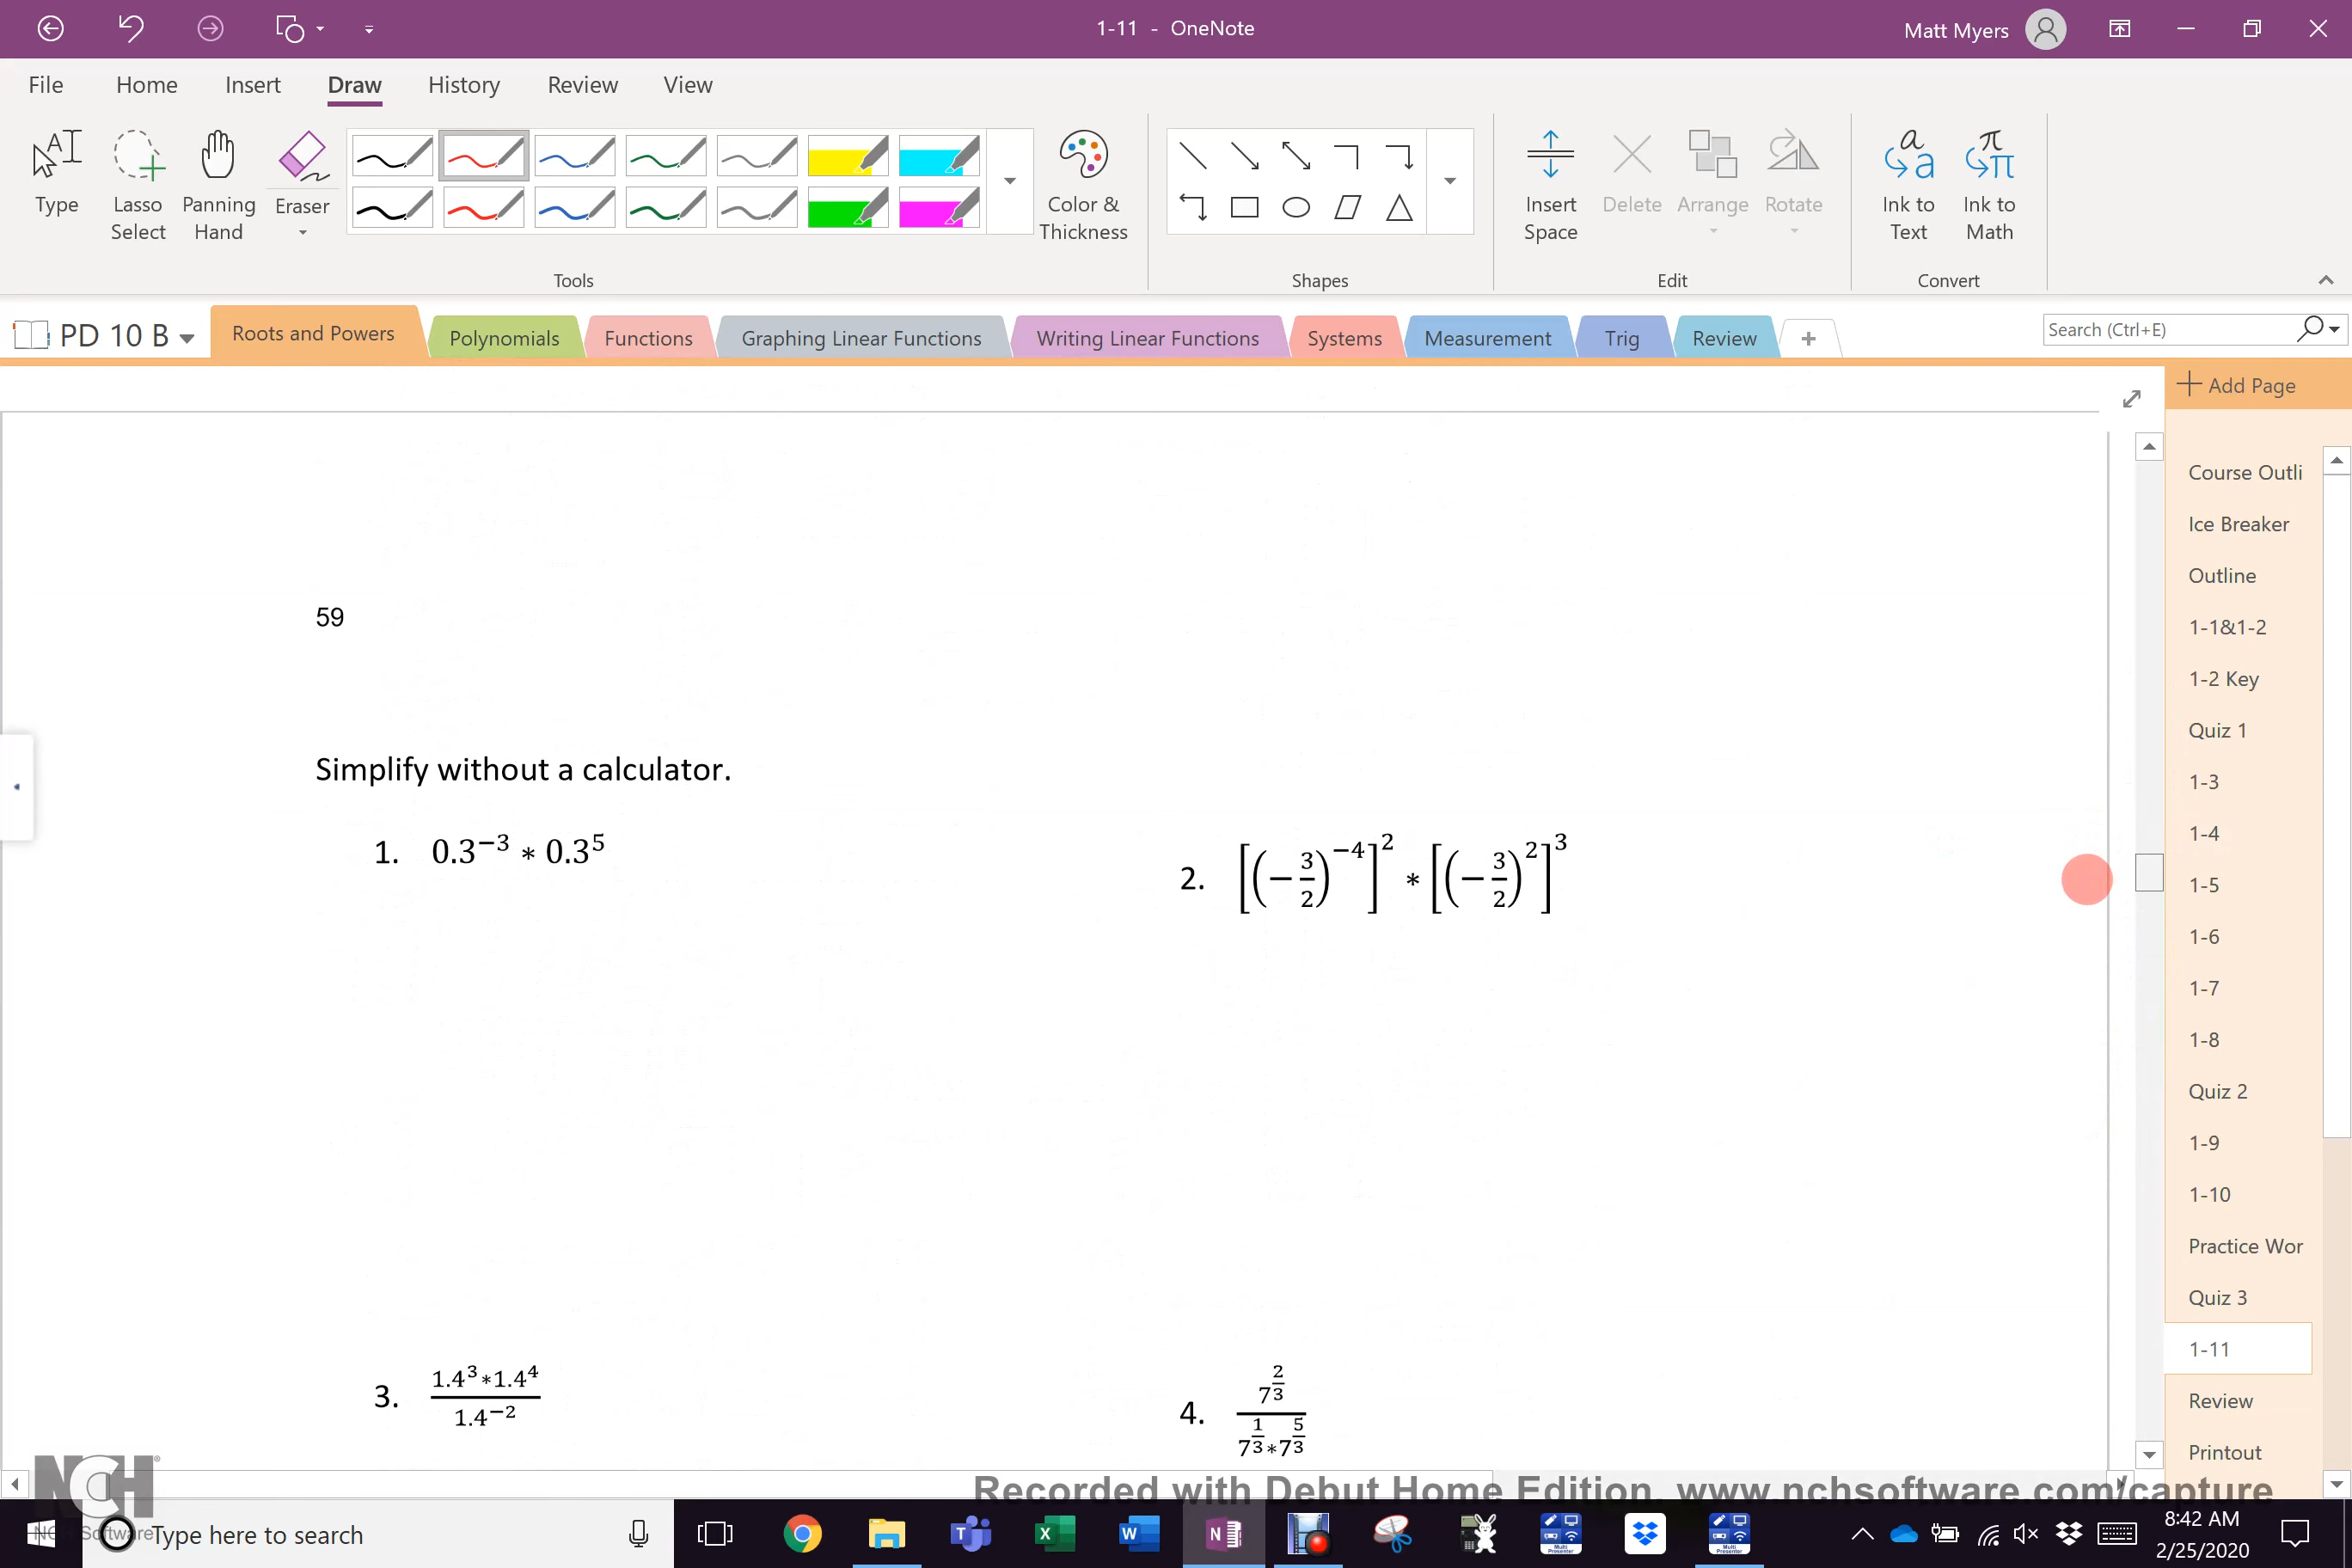 1-11 - OneNote
Matt Myers
File Home Insert Draw History Review View
Type
Lasso Select
Panning Hand
Eraser
Color & Thickness
Insert Space
Delete
Arrange
Rotate
Ink to Text
Ink to Math
Tools
Shapes
Edit
Convert
PD 10 B
Roots and Powers
Polynomials
Functions
Graphing Linear Functions
Writing Linear Functions
Systems
Measurement
Trig
Review
Search (Ctrl+E)
Add Page
Course Outli
Ice Breaker
Outline
1-1&1-2
1-2 Key
Quiz 1
1-3
1-4
1-5
1-6
1-7
1-8
Quiz 2
1-9
1-10
Practice Wor
Quiz 3
1-11
Review
Printout
59
Simplify without a calculator.
1. 0.3⁻³ * 0.3⁵
2. [(−3/2)⁻⁴]² * [(−3/2)²]³
3. (1.4³*1.4⁴)/(1.4⁻²)
4. 7^(2/3)/(7^(1/3)*7^(5/3))
NCH
NCH Software
Recorded with Debut Home Edition. www.nchsoftware.com/capture
Type here to search
8:42 AM
2/25/2020